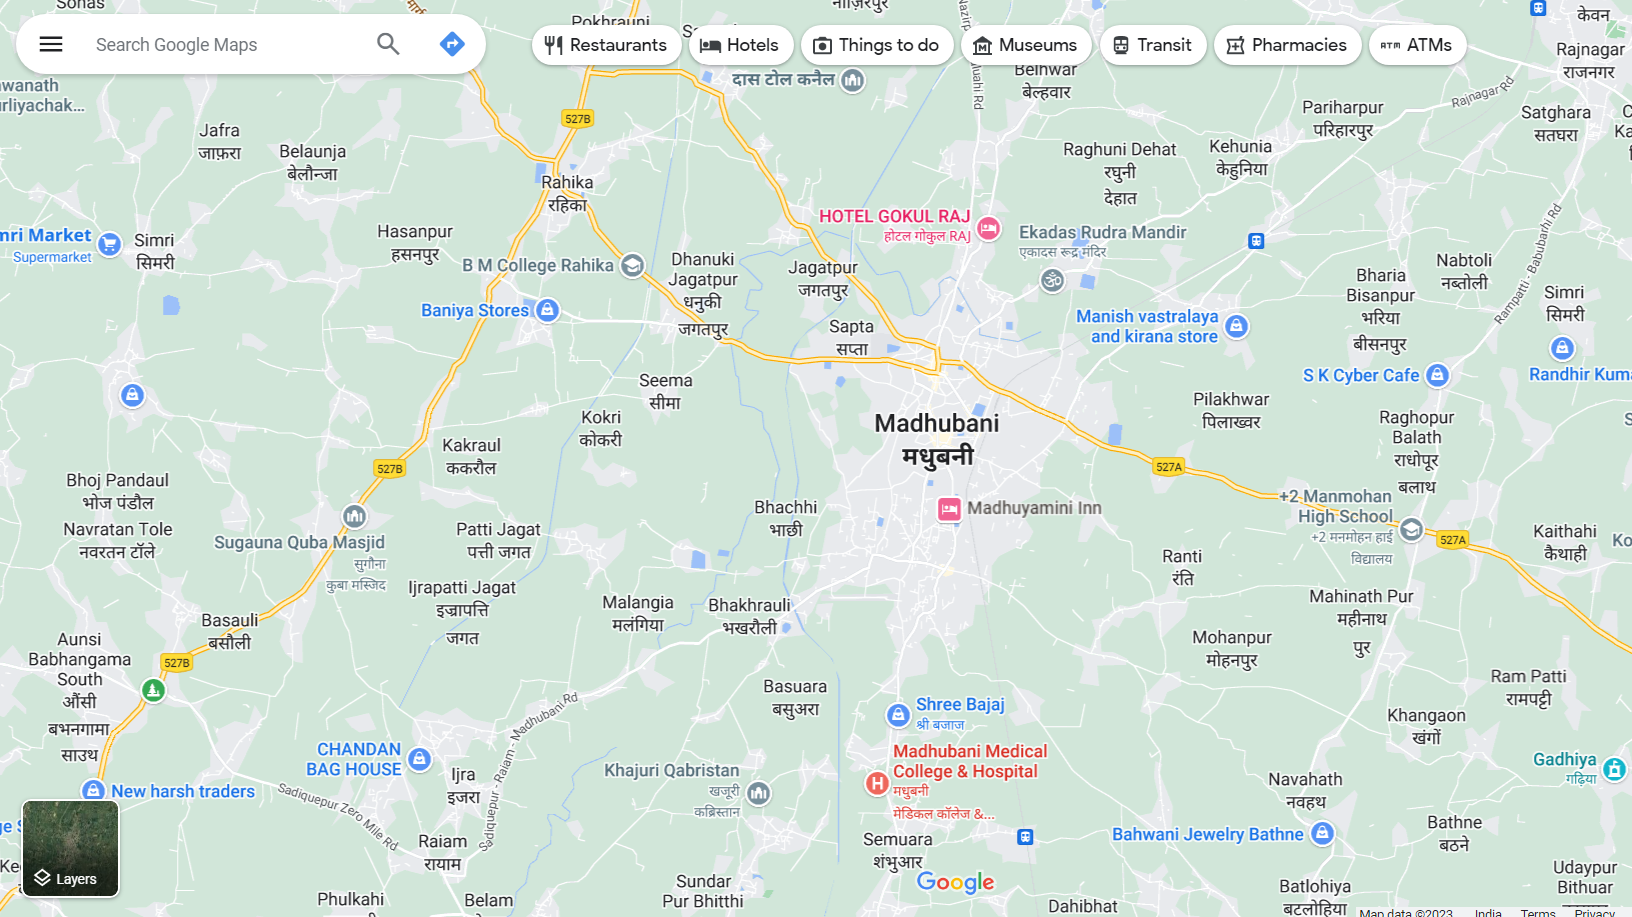 Sonas
Pokhrauni
नाज़िरपुर
केवन
Search Google Maps
Restaurants
Hotels
Things to do
Museums
Transit
Pharmacies
ATMs
Rajnagar
राजनगर
Belhwar
बेल्हवार
दास टोल कनैल
Rajnagar Rd
Pariharpur
परिहारपुर
Satghara
सतघरा
527B
Jafra
जाफ़रा
Belaunja
बेलौन्जा
Raghuni Dehat
रघुनी
देहात
Kehunia
केहुनिया
Rahika
रहिका
HOTEL GOKUL RAJ
होटल गोकुल RAJ
Ekadas Rudra Mandir
एकादस रूद्र मंदिर
Supermarket
Simri
सिमरी
Hasanpur
हसनपुर
B M College Rahika
Dhanuki
Jagatpur
धनुकी
जगतपुर
Jagatpur
जगतपुर
Bharia
Bisanpur
भरिया
बीसनपुर
Nabtoli
नब्तोली
Rampatti - Babubarhi Rd
Simri
सिमरी
Baniya Stores
Sapta
सप्ता
Manish vastralaya
and kirana store
S K Cyber Cafe
Seema
सीमा
Kokri
कोकरी
Madhubani
मधुबनी
Pilakhwar
पिलाख्वर
Raghopur
Balath
राधोपूर
बलाथ
Kakraul
ककरौल
527B
527A
Bhoj Pandaul
भोज पंडौल
Navratan Tole
नवरतन टॉले
Sugauna Quba Masjid
सुगौना
कुबा मस्जिद
Patti Jagat
पत्ती जगत
Bhachhi
भाछी
Madhuyamini Inn
+2 Manmohan
High School
+2 मनमोहन हाई
विद्यालय
527A
Kaithahi
कैथाही
Ranti
रंति
Ijrapatti Jagat
इज्रापत्ति
जगत
Malangia
मलंगिया
Bhakhrauli
भखरौली
Mahinath Pur
महीनाथ
पुर
Basauli
बसौली
Aunsi
Babhangama
South
औंसी
बभनगामा
साउथ
527B
Mohanpur
मोहनपुर
Ram Patti
रामपट्टी
Basuara
बसुअरा
Shree Bajaj
श्री बजाज
Khangaon
खंगों
Sadiquepur - Raiam - Madhubani Rd
CHANDAN
BAG HOUSE
Ijra
इजरा
Khajuri Qabristan
खजूरी
कब्रिस्तान
Madhubani Medical
College & Hospital
मधुबनी
मेडिकल कॉलेज &...
Gadhiya
गढ़िया
New harsh traders
Sadiquepur Zero Mile Rd
Navahath
नवहथ
Bahwani Jewelry Bathne
Bathne
बठने
Raiam
रायाम
Semuara
शंभुआर
Layers
Google
Phulkahi
Belam
Sundar
Pur Bhitthi
Dahibhat
Batlohiya
बटलोहिया
Udaypur
Bithuar
Map data ©2023
India
Terms
Privacy